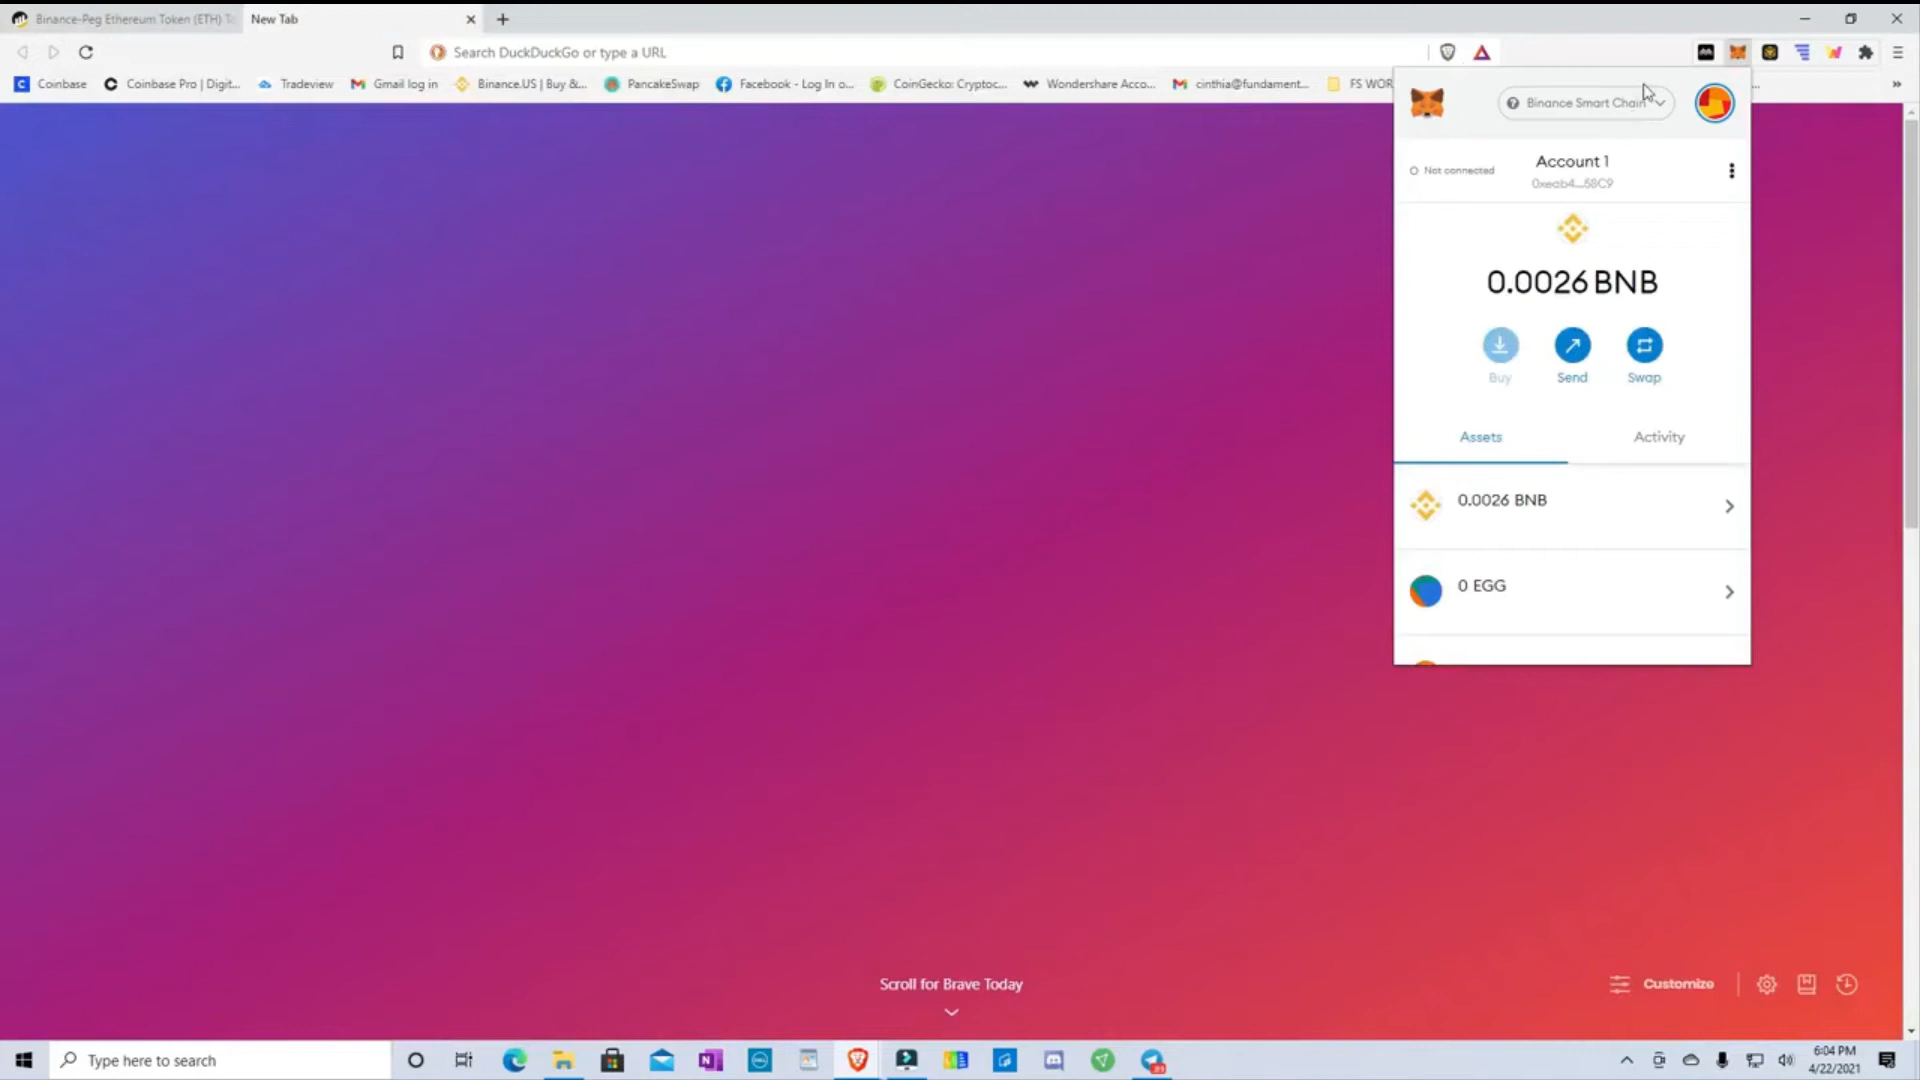 Binance-Peg Ethereum Token (ETH) To
New Tab
Search DuckDuckGo or type a URL
Coinbase
Coinbase Pro | Digit...
Tradeview
Gmail log in
Binance.US | Buy &...
PancakeSwap
Facebook - Log In o...
CoinGecko: Cryptoc...
Wondershare Acco...
cinthia@fundament...
FS WOR
Binance Smart Chain
Not connected
Account 1
0xeab4...58C9
0.0026 BNB
Buy
Send
Swap
Assets
Activity
0.0026 BNB
0 EGG
Scroll for Brave Today
Customize
Type here to search
6:04 PM
4/22/2021